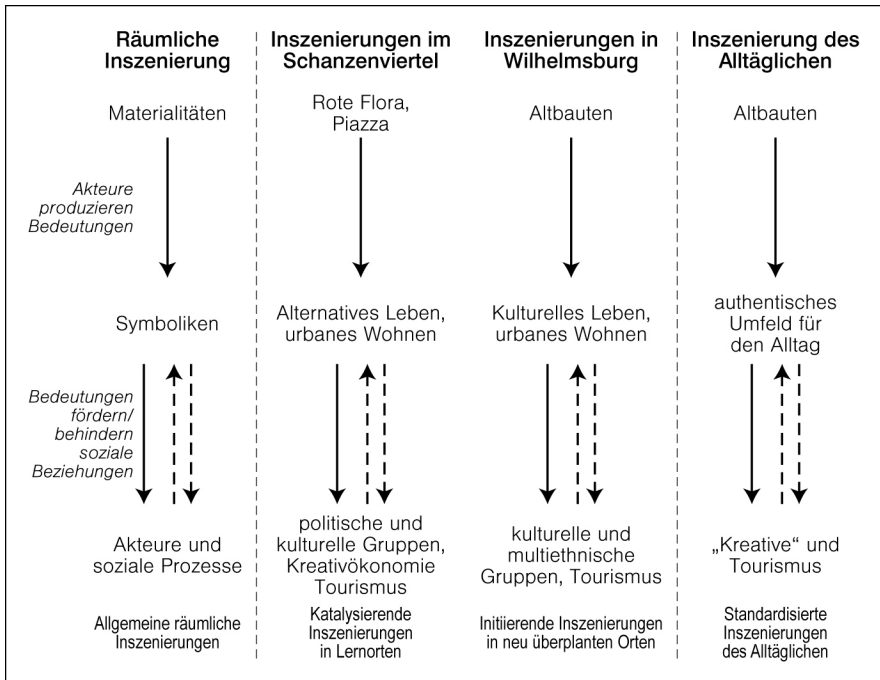 Räumliche
Inszenierung
Materialitäten
Akteure
produzieren
Bedeutungen
Symboliken
Bedeutungen
fördern/
behindern
soziale
Beziehungen
Akteure und
soziale Prozesse
Allgemeine räumliche
Inszenierungen
Inszenierungen im
Schanzenviertel
Rote Flora,
Piazza
Alternatives Leben,
urbanes Wohnen
politische und
kulturelle Gruppen,
Kreativökonomie
Tourismus
Katalysierende
Inszenierungen
in Lernorten
Inszenierungen in
Wilhelmsburg
Altbauten
Kulturelles Leben,
urbanes Wohnen
kulturelle und
multiethnische
Gruppen, Tourismus
Initiierende Inszenierungen
in neu überplanten Orten
Inszenierung des
Alltäglichen
Altbauten
authentisches
Umfeld für
den Alltag
„Kreative“ und
Tourismus
Standardisierte
Inszenierungen
des Alltäglichen